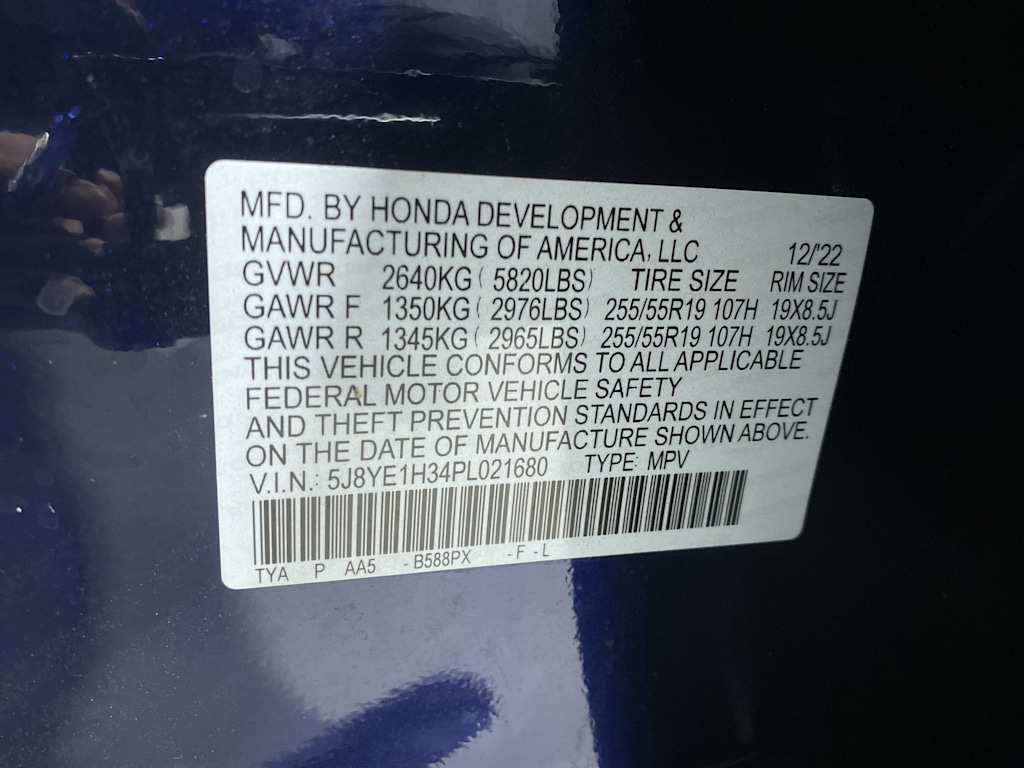 MFD. BY HONDA DEVELOPMENT &
MANUFACTURING OF AMERICA, LLC 12/'22
GVWR 2640KG ( 5820LBS) TIRE SIZE RIM SIZE
GAWR F 1350KG ( 2976LBS) 255/55R19 107H 19X8.5J
GAWR R 1345KG ( 2965LBS) 255/55R19 107H 19X8.5J
THIS VEHICLE CONFORMS TO ALL APPLICABLE
FEDERAL MOTOR VEHICLE SAFETY
AND THEFT PREVENTION STANDARDS IN EFFECT
ON THE DATE OF MANUFACTURE SHOWN ABOVE.
V.I.N.: 5J8YE1H34PL021680 TYPE: MPV
TYA P AA5 - B588PX - F - L